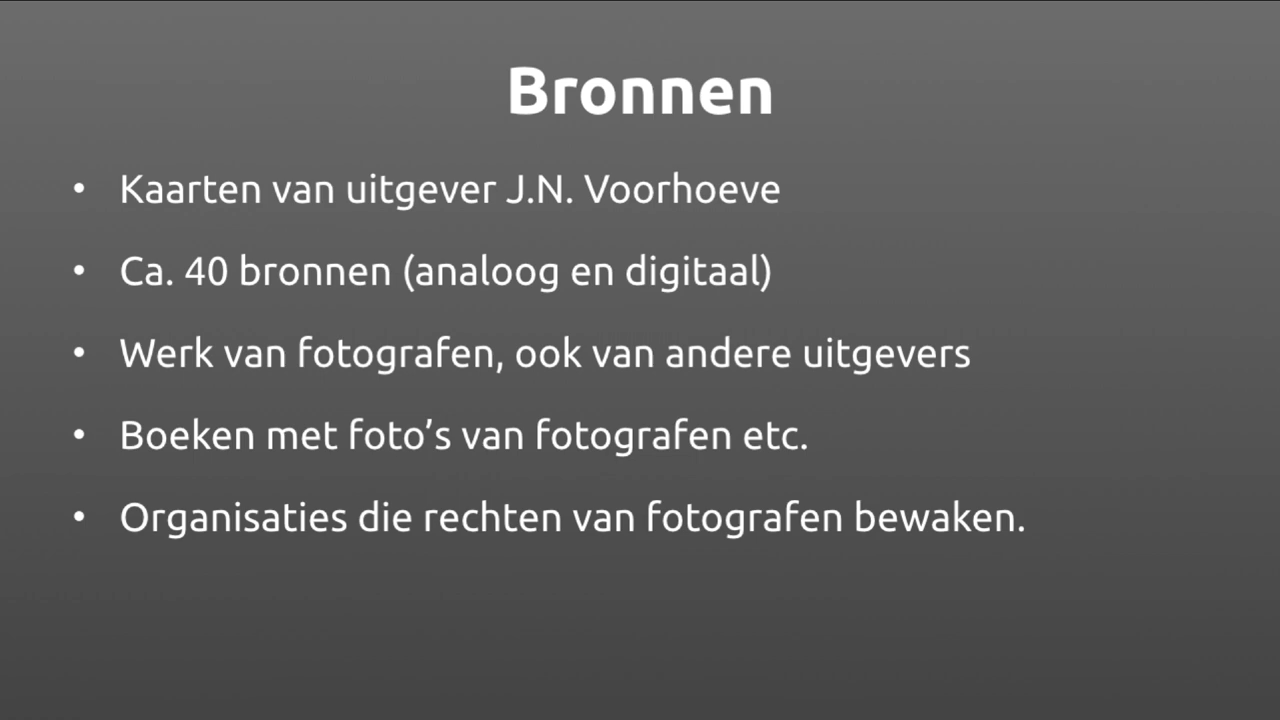 Bronnen
• Kaarten van uitgever J.N. Voorhoeve
• Ca. 40 bronnen (analoog en digitaal)
• Werk van fotografen, ook van andere uitgevers
• Boeken met foto’s van fotografen etc.
• Organisaties die rechten van fotografen bewaken.